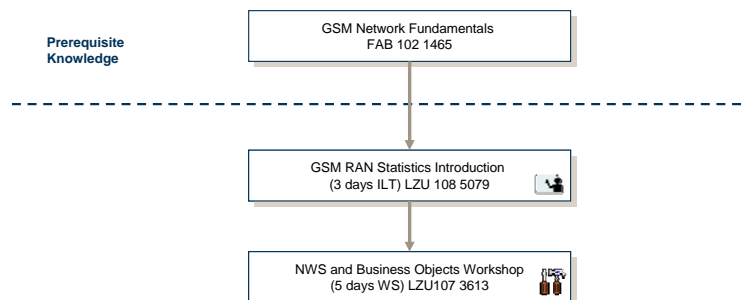 GSM Network Fundamentals
FAB 102 1465
Prerequisite
Knowledge
GSM RAN Statistics Introduction
(3 days ILT) LZU 108 5079
NWS and Business Objects Workshop
(5 days WS) LZU107 3613